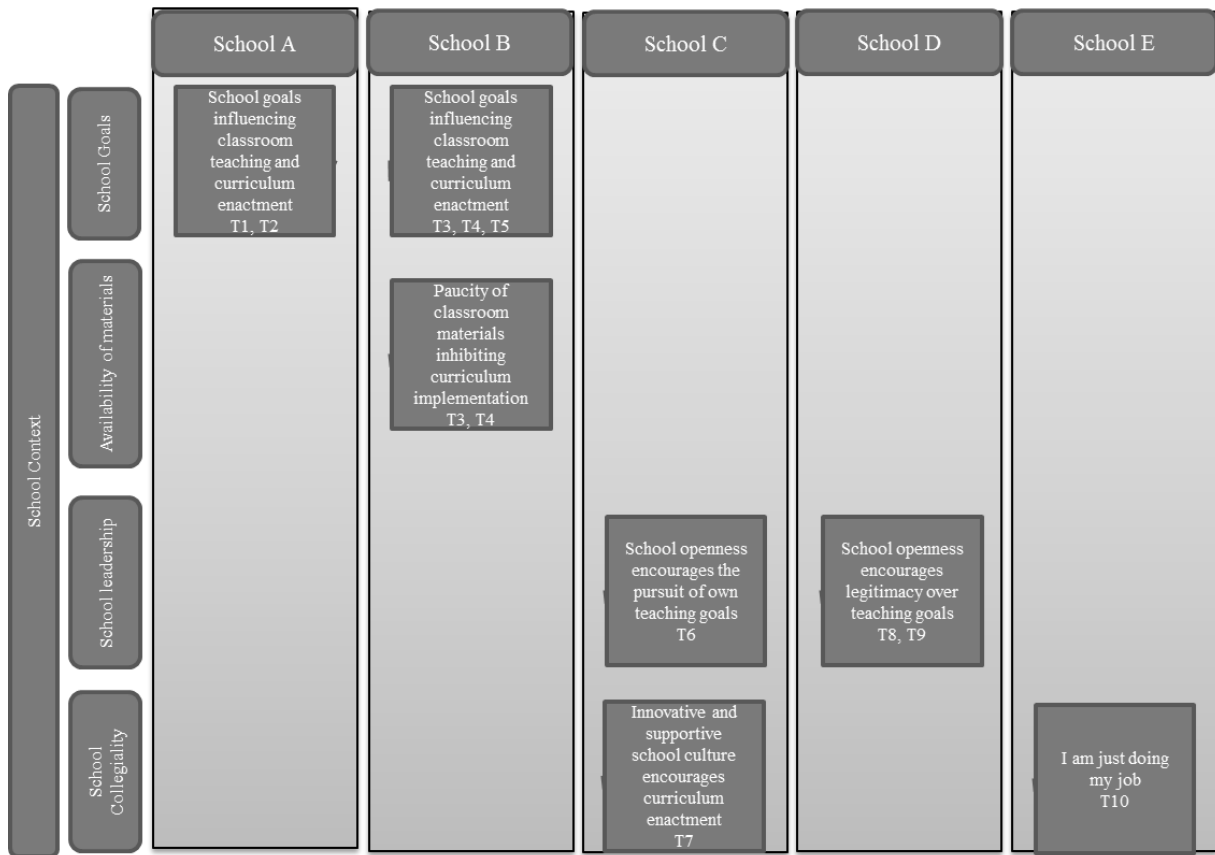 School A
School B
School C
School D
School E
School Context
School Goals
School goals
influencing
classroom
teaching and
curriculum
enactment
T1, T2
School goals
influencing
classroom
teaching and
curriculum
enactment
T3, T4, T5
Availability of materials
Paucity of
classroom
materials
inhibiting
curriculum
implementation
T3, T4
School leadership
School openness
encourages the
pursuit of own
teaching goals
T6
School openness
encourages
legitimacy over
teaching goals
T8, T9
School
Collegiality
Innovative and
supportive
school culture
encourages
curriculum
enactment
T7
I am just doing
my job
T10